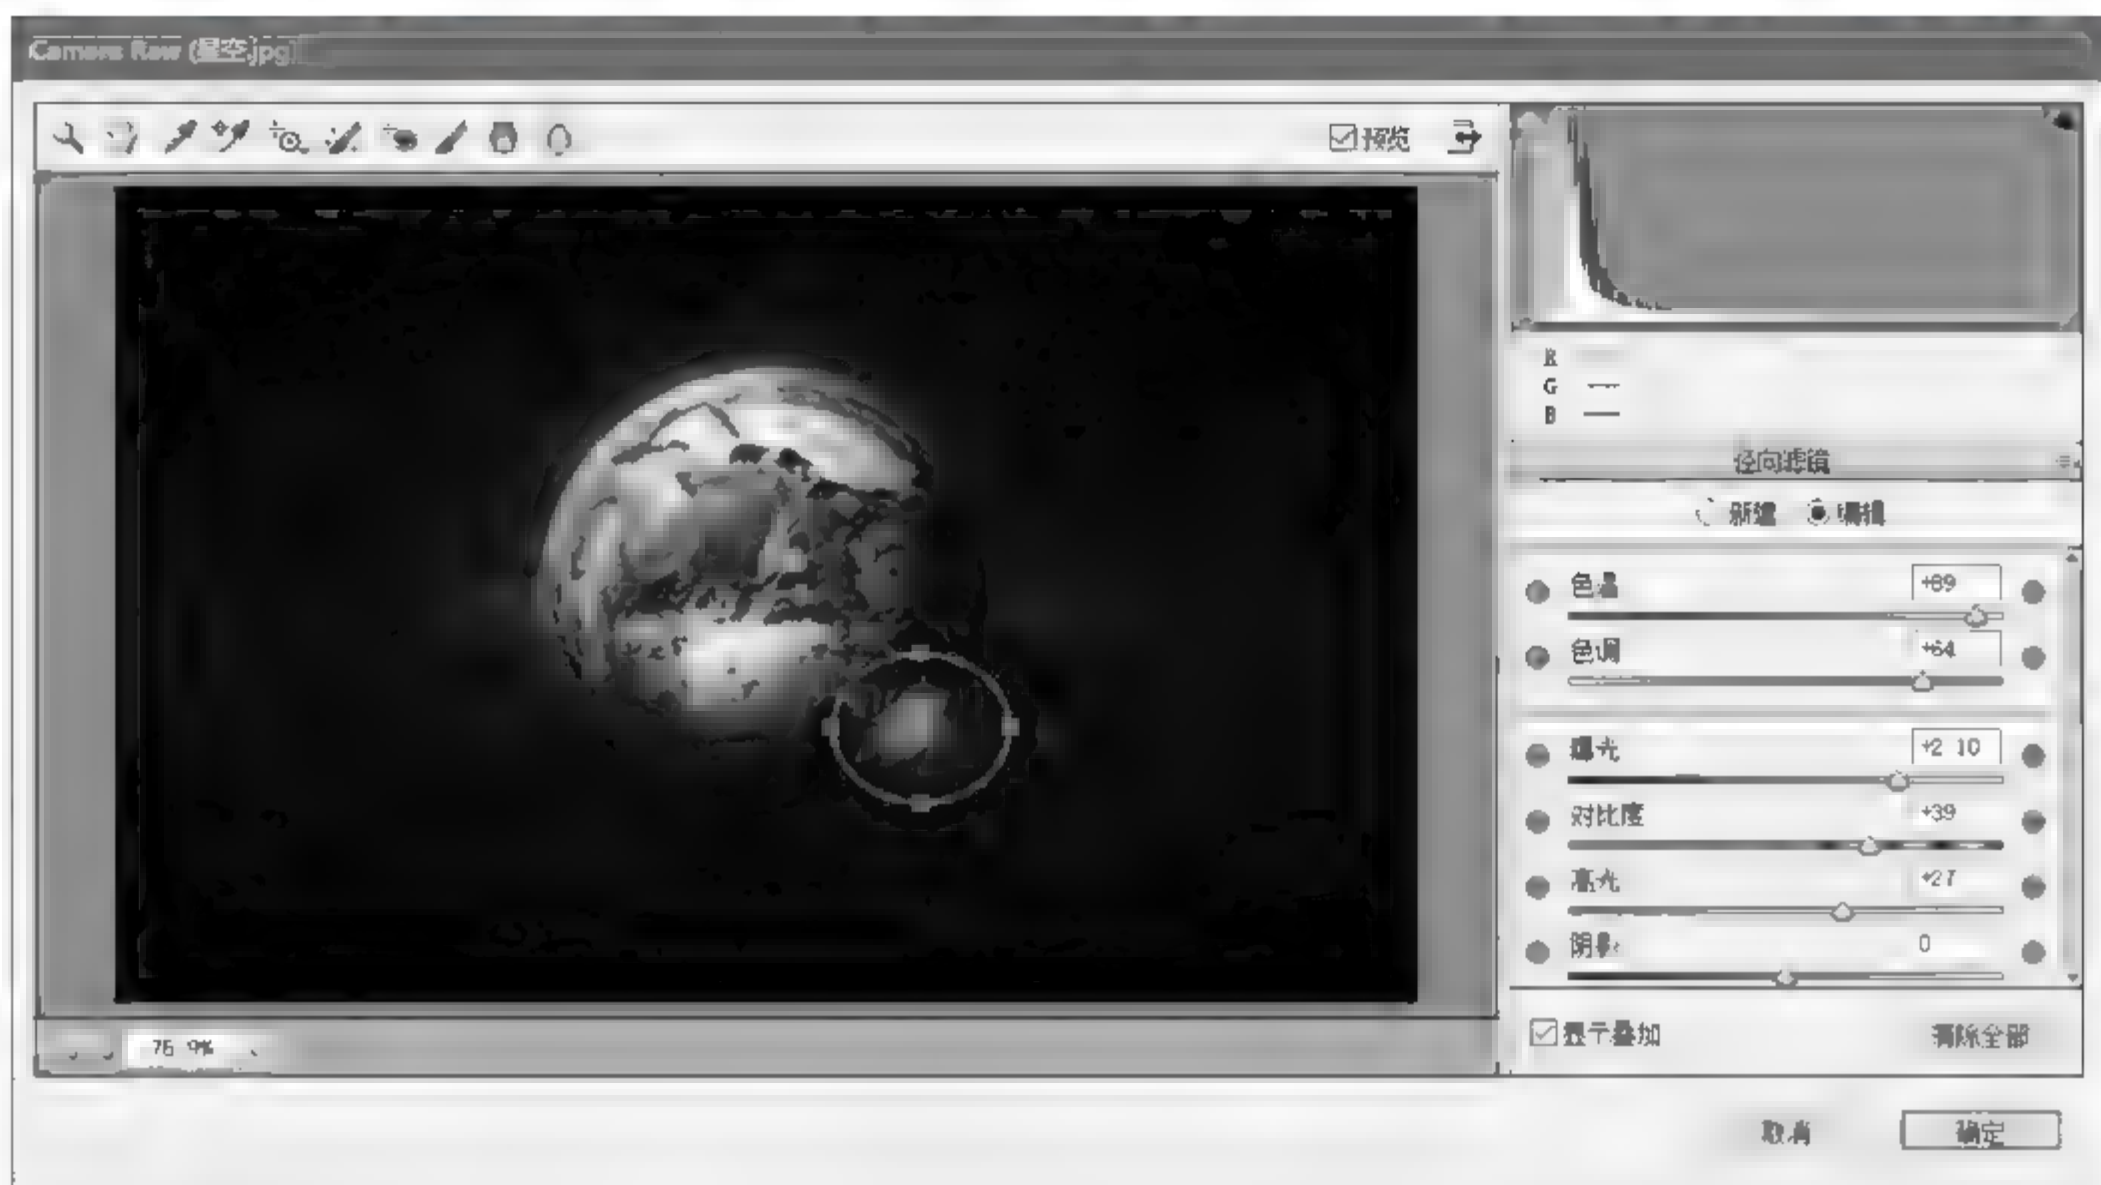 Camera Raw (星空.jpg)
预览
R
G
B
径向滤镜
新建 编辑
色温 +89
色调 +64
曝光 +2.10
对比度 +39
高光 +27
阴影 0
76.9%
显示叠加 清除全部
取消 确定